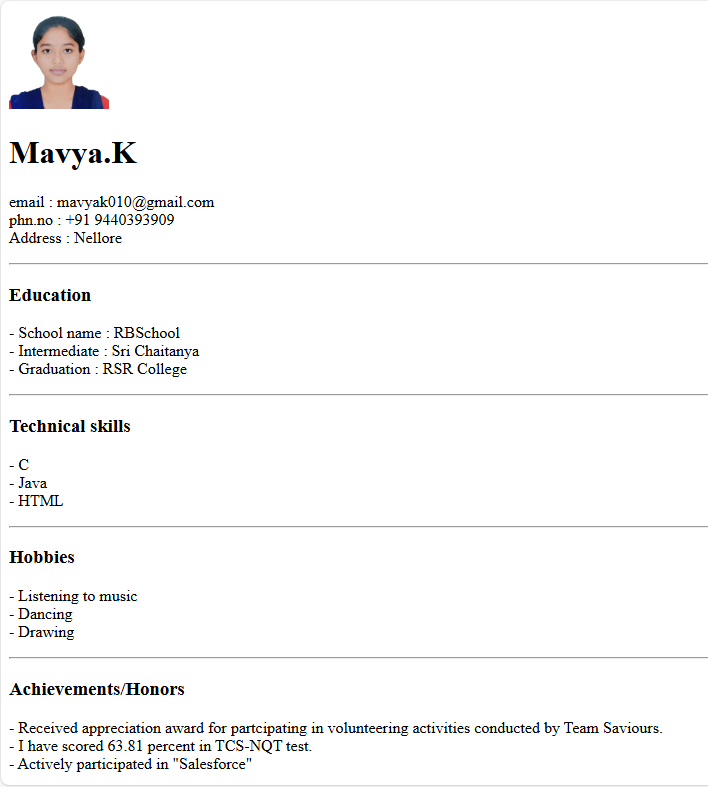 Mavya.K
email : mavyak010@gmail.com
phn.no : +91 9440393909
Address : Nellore
Education
- School name : RBSchool
- Intermediate : Sri Chaitanya
- Graduation : RSR College
Technical skills
- C
- Java
- HTML
Hobbies
- Listening to music
- Dancing
- Drawing
Achievements/Honors
- Received appreciation award for partcipating in volunteering activities conducted by Team Saviours.
- I have scored 63.81 percent in TCS-NQT test.
- Actively participated in "Salesforce"